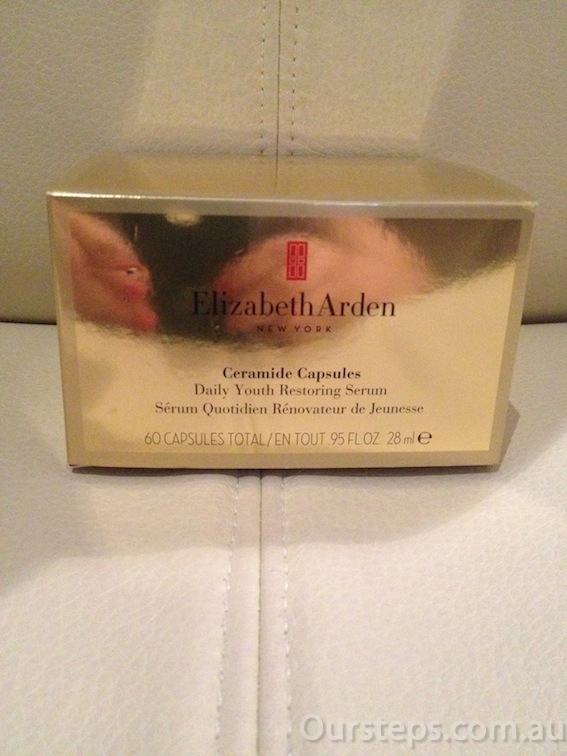 Elizabeth Arden
NEW YORK
Ceramide Capsules
Daily Youth Restoring Serum
Sérum Quotidien Rénovateur de Jeunesse
60 CAPSULES TOTAL/EN TOUT .95 FL.OZ. 28 ml ℮
Oursteps.com.au